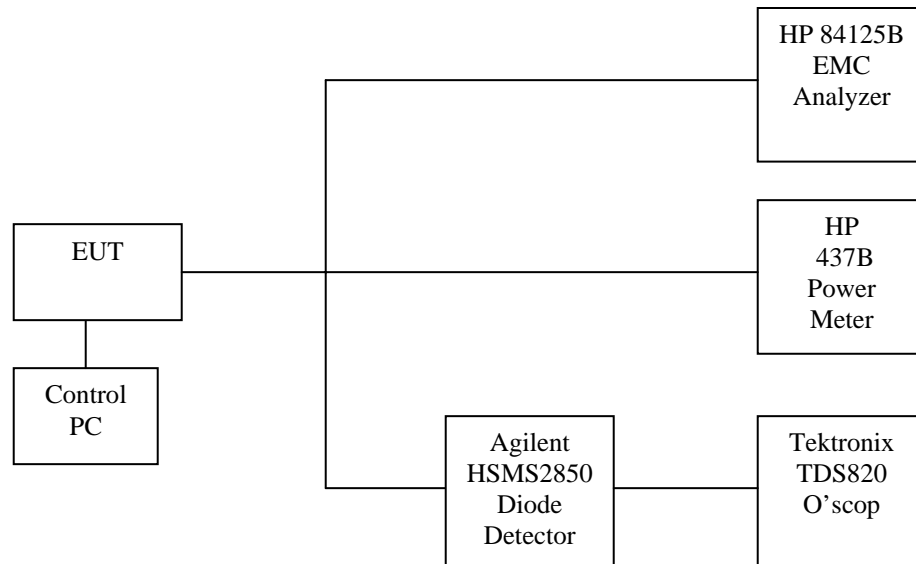 HP 84125B
EMC
Analyzer
EUT
HP
437B
Power
Meter
Control
PC
Agilent
HSMS2850
Diode
Detector
Tektronix
TDS820
O’scop